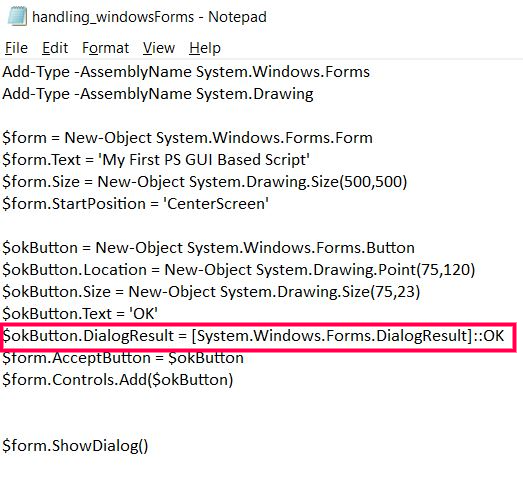 handling_windowsForms - Notepad
File Edit Format View Help
Add-Type -AssemblyName System.Windows.Forms
Add-Type -AssemblyName System.Drawing
$form = New-Object System.Windows.Forms.Form
$form.Text = 'My First PS GUI Based Script'
$form.Size = New-Object System.Drawing.Size(500,500)
$form.StartPosition = 'CenterScreen'
$okButton = New-Object System.Windows.Forms.Button
$okButton.Location = New-Object System.Drawing.Point(75,120)
$okButton.Size = New-Object System.Drawing.Size(75,23)
$okButton.Text = 'OK'
$okButton.DialogResult = [System.Windows.Forms.DialogResult]::OK
$form.AcceptButton = $okButton
$form.Controls.Add($okButton)
$form.ShowDialog()